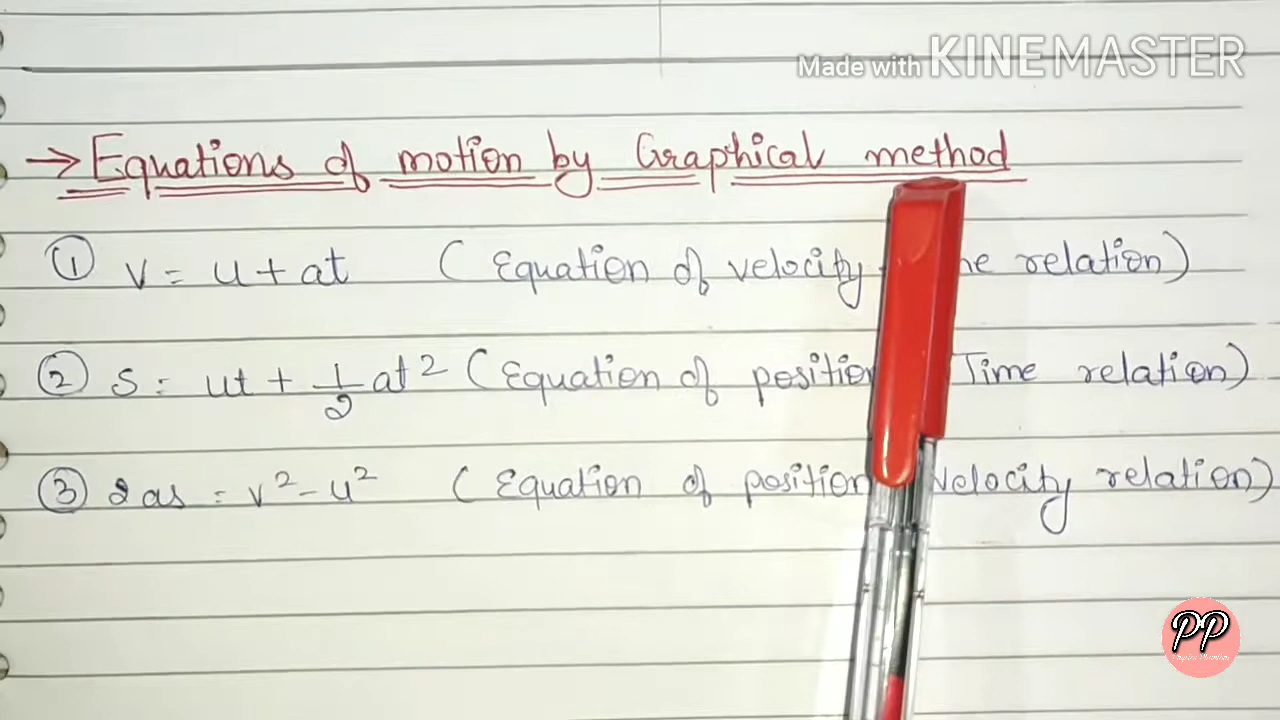 Made with KINEMASTER
→ Equations of motion by Graphical method
① v = u + at ( Equation of velocity relation)
② s = ut + 1/2 at² (Equation of position Time relation)
③ 2as = v² - u² ( Equation of position velocity relation)
PP